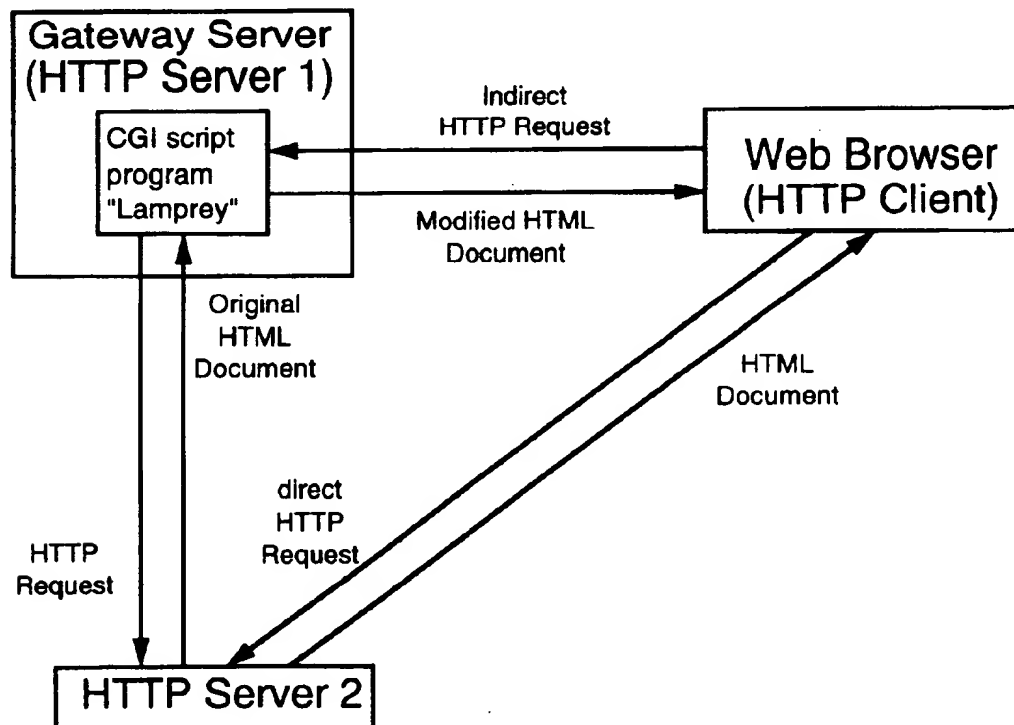 Gateway Server
(HTTP Server 1)
CGI script
program
"Lamprey"
Indirect
HTTP Request
Modified HTML
Document
Web Browser
(HTTP Client)
Original
HTML
Document
HTML
Document
direct
HTTP
Request
HTTP
Request
HTTP Server 2